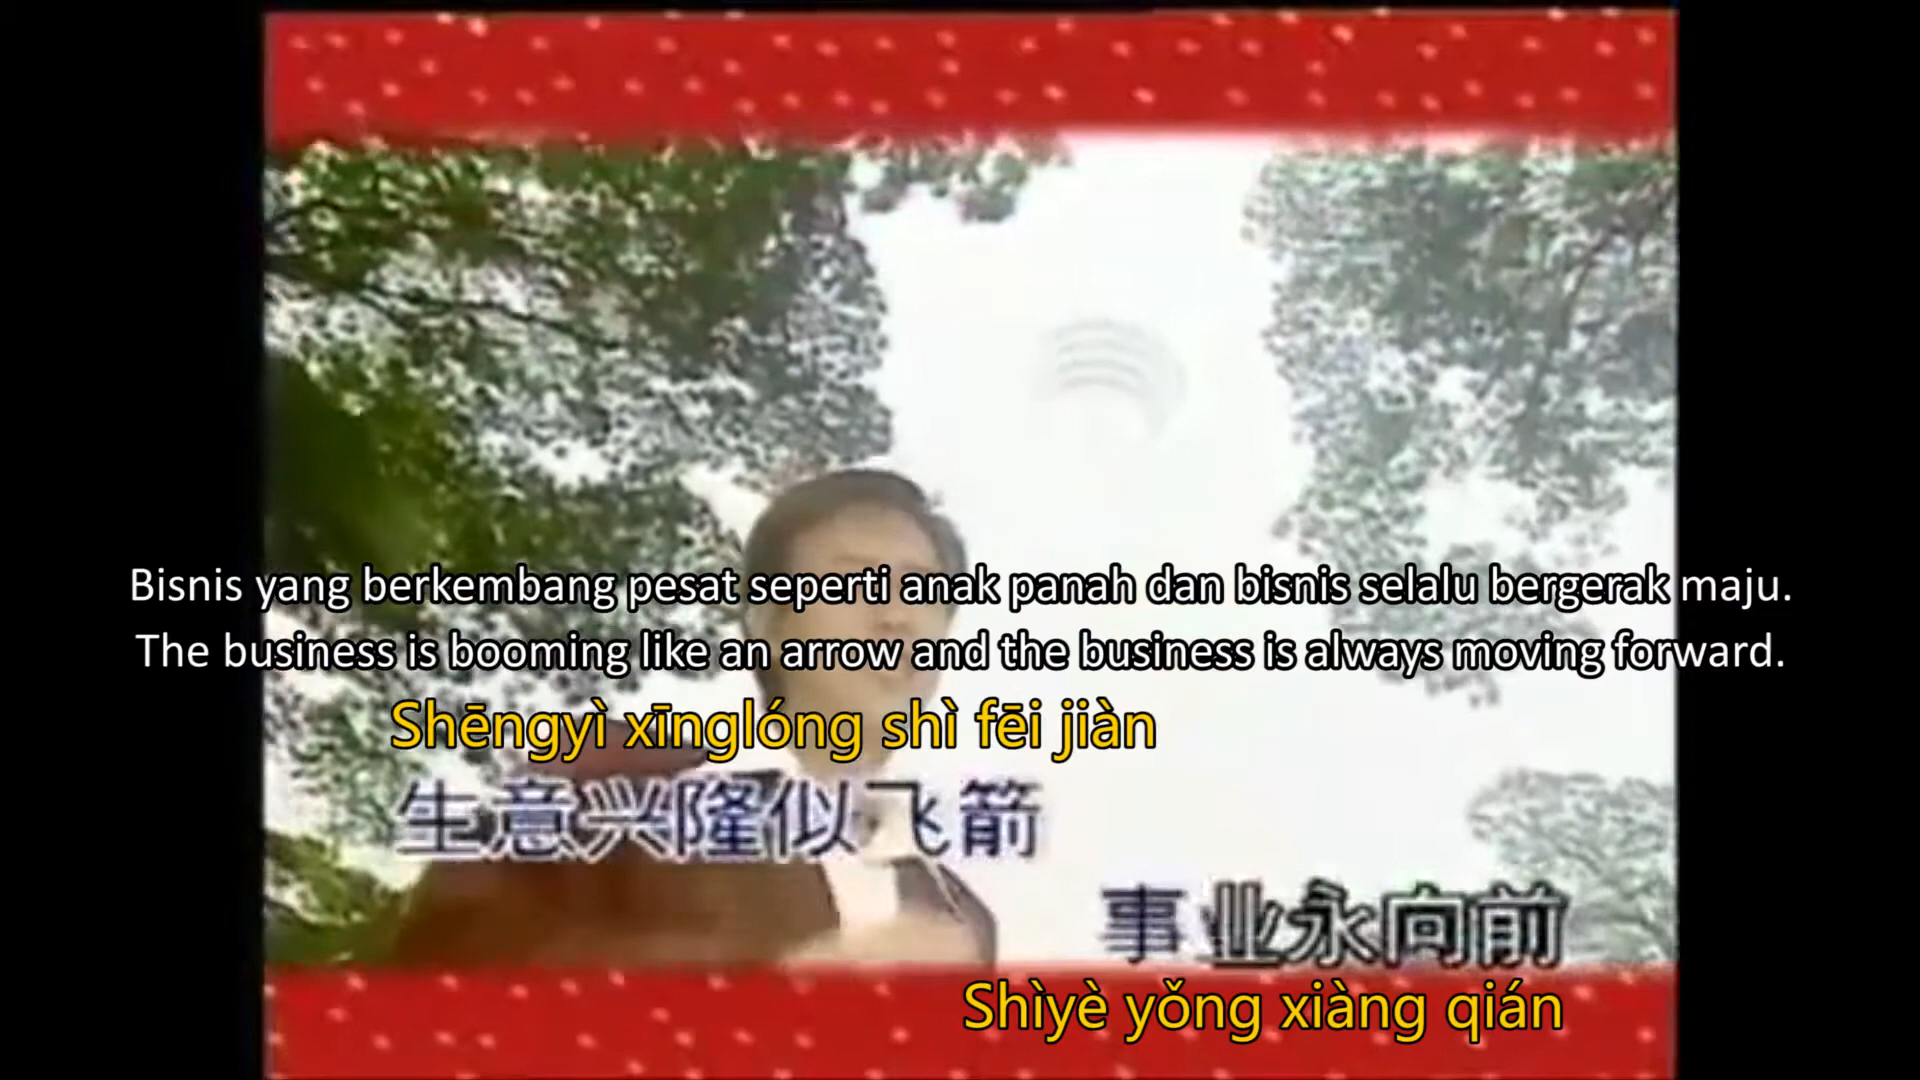 Bisnis yang berkembang pesat seperti anak panah dan bisnis selalu bergerak maju.
The business is booming like an arrow and the business is always moving forward.
Shēngyì xīnglóng shì fēi jiàn
生意兴隆似飞箭
事业永向前
Shìyè yǒng xiàng qián